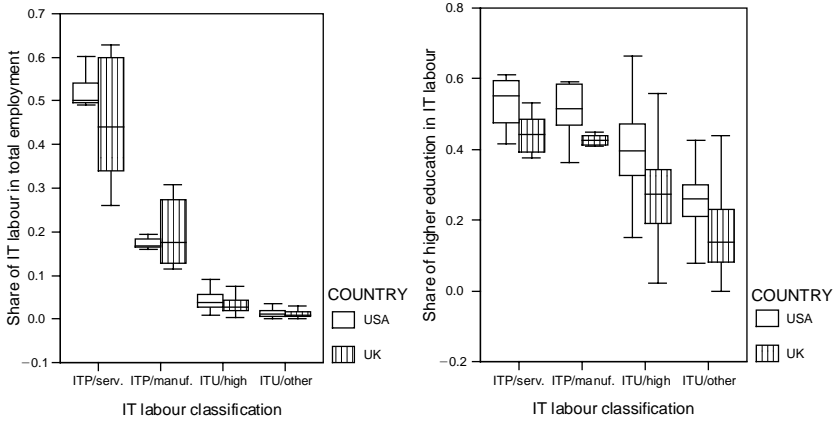 Share of IT labour in total employment
0.7
0.6
0.5
0.4
0.3
0.2
0.1
0.0
−0.1
ITP/serv. ITP/manuf. ITU/high ITU/other
IT labour classification
COUNTRY
USA
UK
Share of higher education in IT labour
0.8
0.6
0.4
0.2
0.0
−0.2
ITP/serv. ITP/manuf. ITU/high ITU/other
IT labour classification
COUNTRY
USA
UK